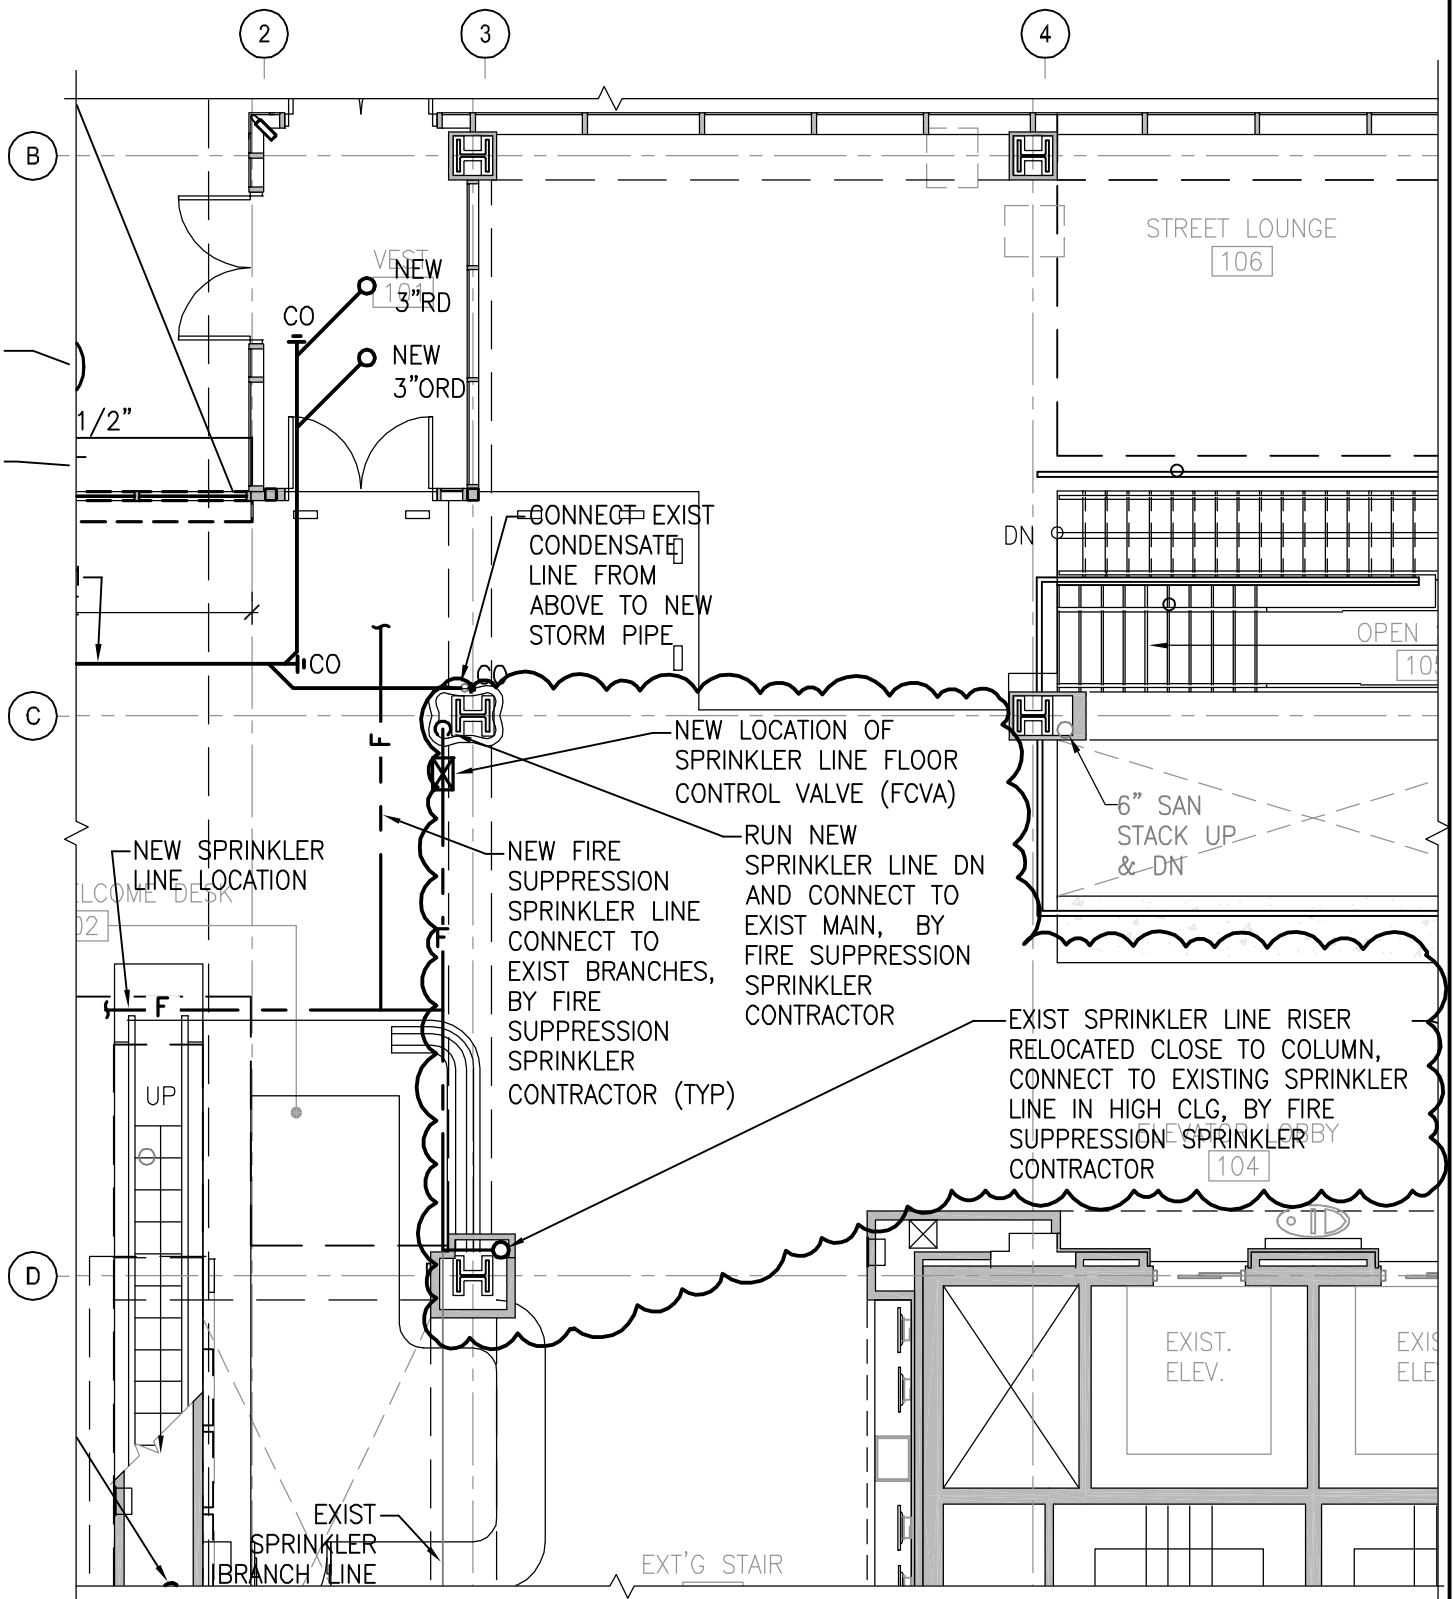 2
3
4
B
VEST
101
NEW
3"RD
STREET LOUNGE
106
CO
NEW
3"ORD
1/2"
CONNECT EXIST
CONDENSATE
LINE FROM
ABOVE TO NEW
STORM PIPE
DN
OPEN
105
CO
CO
C
F
NEW LOCATION OF
SPRINKLER LINE FLOOR
CONTROL VALVE (FCVA)
6" SAN
STACK UP
& DN
NEW SPRINKLER
LINE LOCATION
ELCOME DESK
02
NEW FIRE
SUPPRESSION
SPRINKLER LINE
CONNECT TO
EXIST BRANCHES,
BY FIRE
SUPPRESSION
SPRINKLER
CONTRACTOR (TYP)
RUN NEW
SPRINKLER LINE DN
AND CONNECT TO
EXIST MAIN, BY
FIRE SUPPRESSION
SPRINKLER
CONTRACTOR
F
F
EXIST SPRINKLER LINE RISER
RELOCATED CLOSE TO COLUMN,
CONNECT TO EXISTING SPRINKLER
LINE IN HIGH CLG, BY FIRE
SUPPRESSION SPRINKLER
CONTRACTOR
ELEVATOR LOBBY
104
UP
D
EXIST.
ELEV.
EXIS
ELE
EXIST
SPRINKLER
BRANCH LINE
EXT'G STAIR